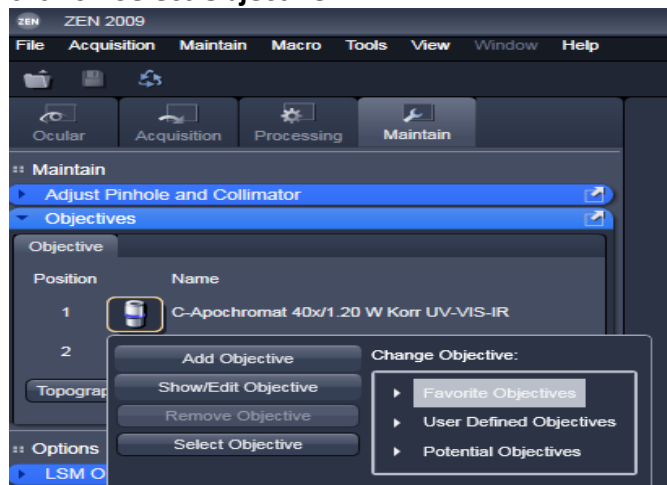 ZEN ZEN 2009
File Acquisition Maintain Macro Tools View Window Help
Ocular Acquisition Processing Maintain
Maintain
Adjust Pinhole and Collimator
Objectives
Objective
Position Name
1 C-Apochromat 40x/1.20 W Korr UV-VIS-IR
2
Add Objective
Change Objective:
Show/Edit Objective
Favorite Objectives
Remove Objective
User Defined Objectives
Select Objective
Potential Objectives
Options
LSM O